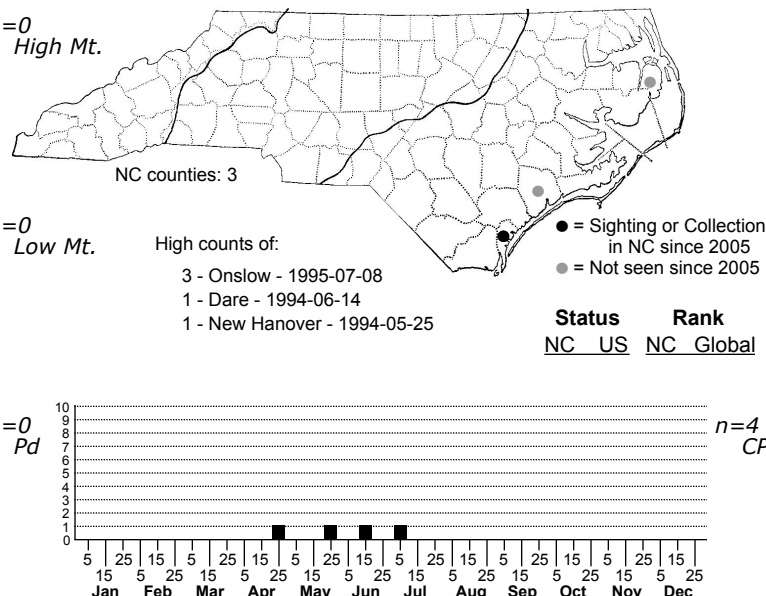 =0
High Mt.
NC counties: 3
=0
Low Mt.
High counts of:
3 - Onslow - 1995-07-08
1 - Dare - 1994-06-14
1 - New Hanover - 1994-05-25
= Sighting or Collection
in NC since 2005
= Not seen since 2005
Status Rank
NC US NC Global
=0
Pd
10
9
8
7
6
5
4
3
2
1
0
n=4
CP
5 25 15 5 25 15 5 25 15 5 25 15 5 25 15 5 25 15
15 5 25 15 5 25 15 5 25 15 5 25 15 5 25 15 5 25
Jan Feb Mar Apr May Jun Jul Aug Sep Oct Nov Dec